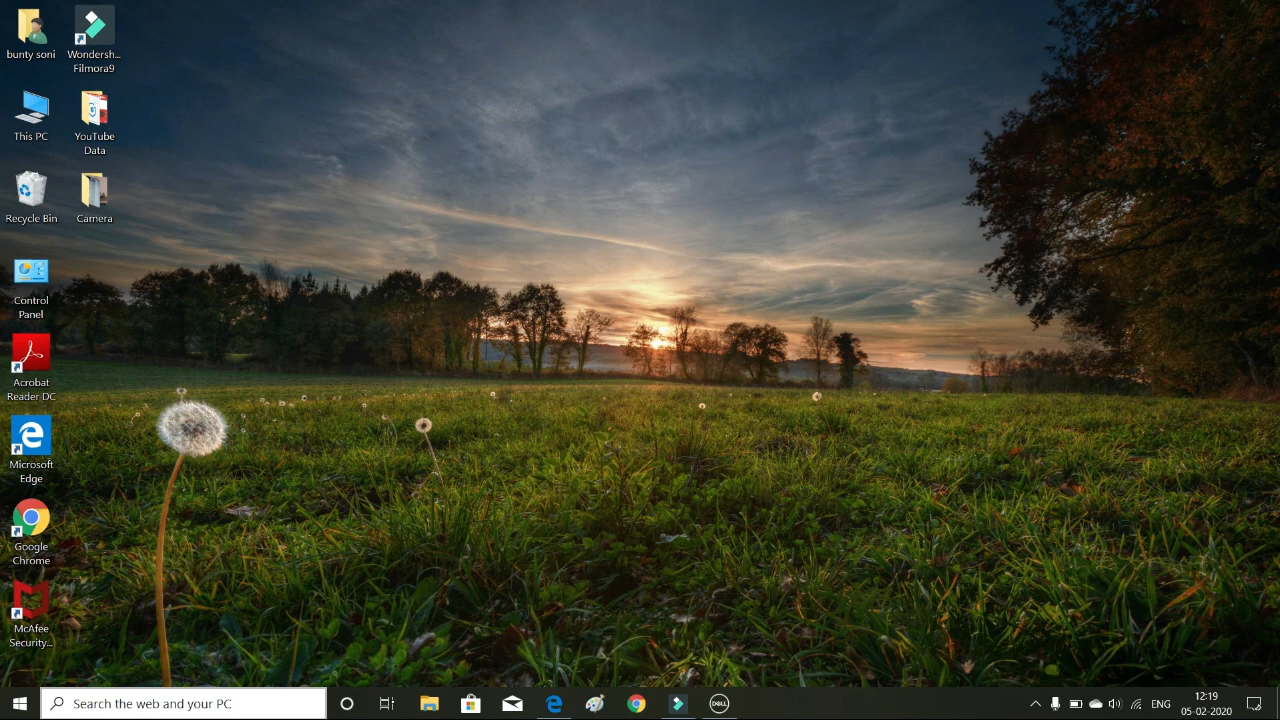 bunty soni
Wondersh...
Filmora9
This PC
YouTube
Data
Recycle Bin
Camera
Control
Panel
Acrobat
Reader DC
Microsoft
Edge
Google
Chrome
McAfee
Security...
Search the web and your PC
DELL
ENG
12:19
05-02-2020